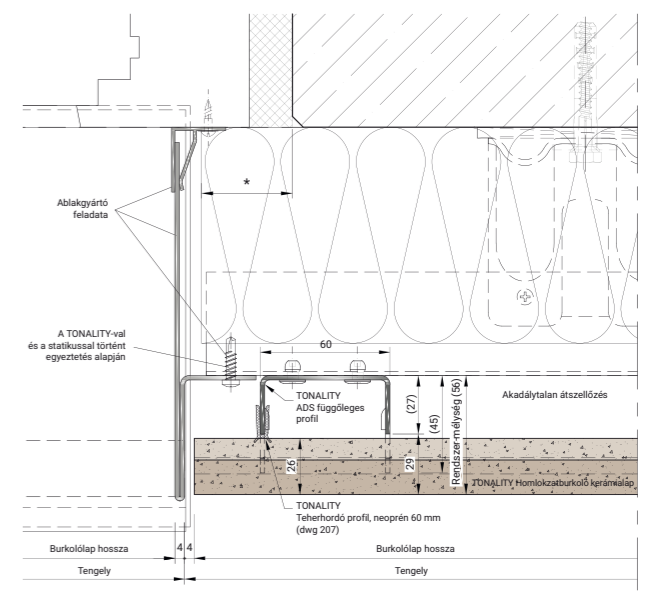 *
Ablakgyártó
feladata
A TONALITY-val
és a statikussal történt
egyeztetés alapján
60
TONALITY
ADS függőleges
profil
(27)
(45)
Rendszer-mélység (56)
Akadálytalan átszellőzés
26
29
TONALITY Homlokzatburkoló kerámialap
TONALITY
Teherhordó profil, neoprén 60 mm
(dwg 207)
Burkolólap hossza
4
4
Burkolólap hossza
Tengely
Tengely